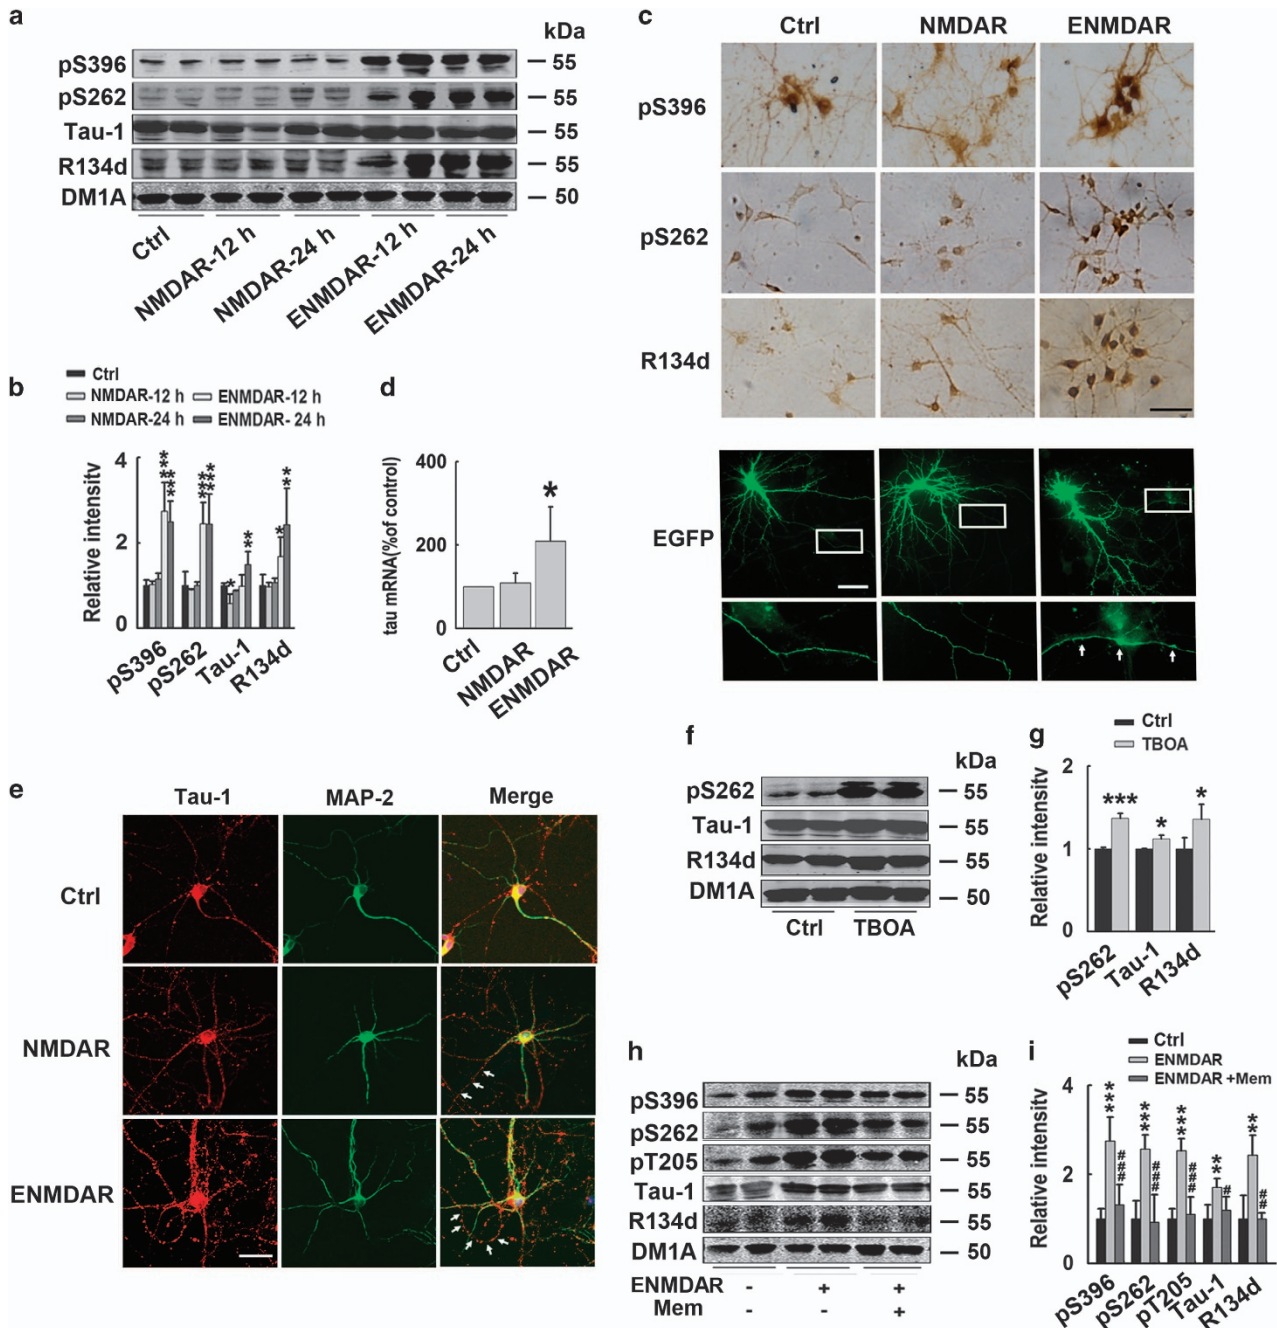 a
kDa
pS396
55
pS262
55
Tau-1
55
R134d
55
DM1A
50
Ctrl
NMDAR-12 h
NMDAR-24 h
ENMDAR-12 h
ENMDAR-24 h
b
Ctrl
NMDAR-12 h ENMDAR-12 h
NMDAR-24 h ENMDAR- 24 h
Relative intensity
4
2
0
***
***
***
***
*
**
*
**
pS396
pS262
Tau-1
R134d
d
tau mRNA(%of control)
400
200
0
*
Ctrl
NMDAR
ENMDAR
c
Ctrl NMDAR ENMDAR
pS396
pS262
R134d
EGFP
e
Tau-1 MAP-2 Merge
Ctrl
NMDAR
ENMDAR
f
kDa
pS262 55
Tau-1 55
R134d 55
DM1A 50
Ctrl TBOA
g
Ctrl
TBOA
Relative intensity
2
1
0
***
*
*
pS262
Tau-1
R134d
h
kDa
pS396 55
pS262
pT205 55
Tau-1 55
R134d 55
DM1A 50
ENMDAR - + +
Mem - - +
i
Ctrl
ENMDAR
ENMDAR +Mem
Relative intensity
4
2
0
***
###
***
###
***
###
**
#
**
##
pS396
pS262
pT205
Tau-1
R134d